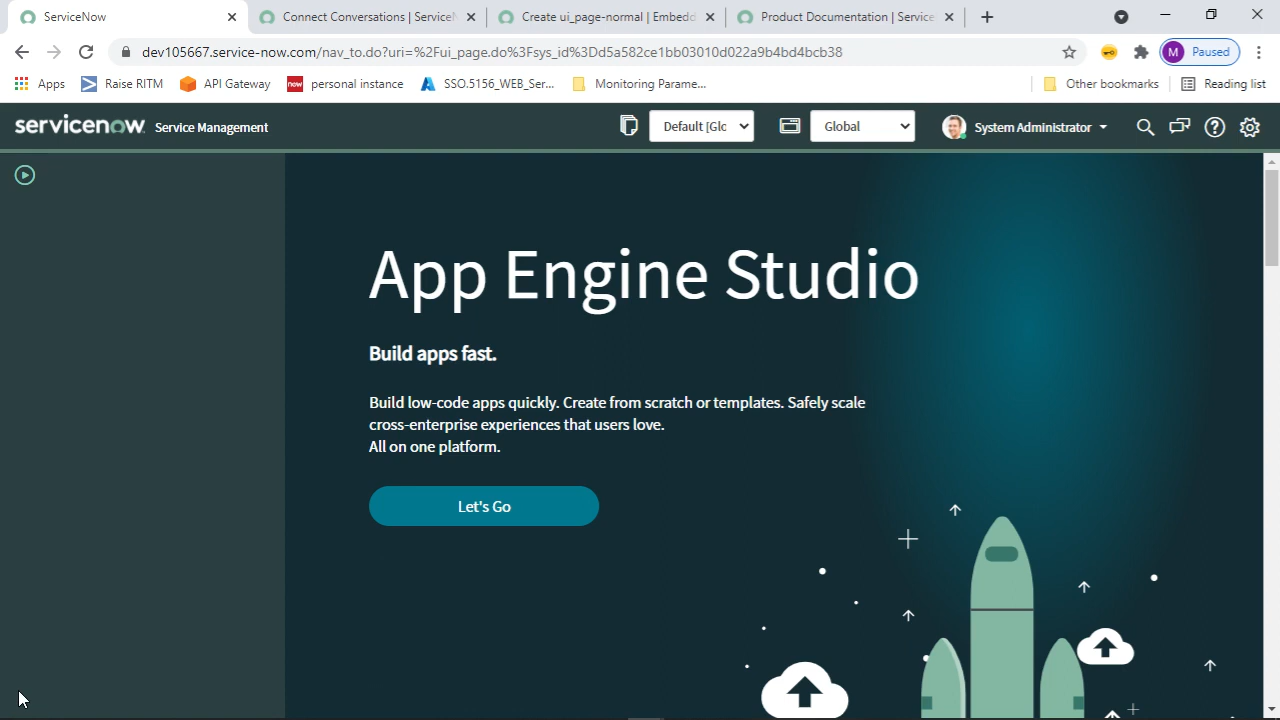 ServiceNow
Connect Conversations | Service
Create ui_page-normal | Embedd
Product Documentation | Service
dev105667.service-now.com/nav_to.do?uri=%2Fui_page.do%3Fsys_id%3Dd5a582ce1bb03010d022a9b4bd4bcb38
M Paused
Apps
Raise RITM
API Gateway
now personal instance
SSO.5156_WEB_Ser...
Monitoring Parame...
Other bookmarks
Reading list
servicenow Service Management
Default [Glo
Global
System Administrator
App Engine Studio
Build apps fast.
Build low-code apps quickly. Create from scratch or templates. Safely scale
cross-enterprise experiences that users love.
All on one platform.
Let's Go